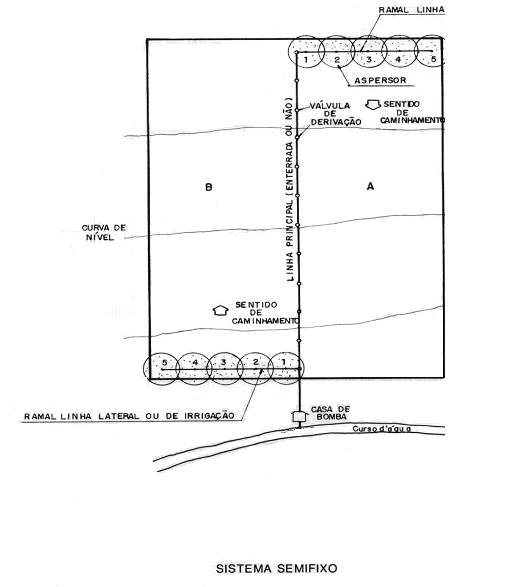 RAMAL LINHA
1 2 3 4 5
ASPERSOR
VÁLVULA
DE
DERIVAÇÃO
SENTIDO
DE
CAMINHAMENTO
LINHA PRINCIPAL (ENTERRADA OU NÃO)
B
A
CURVA DE
NÍVEL
SENTIDO
DE
CAMINHAMENTO
5 4 3 2 1
RAMAL LINHA LATERAL OU DE IRRIGAÇÃO
CASA DE
BOMBA
Curso d'água
SISTEMA SEMIFIXO